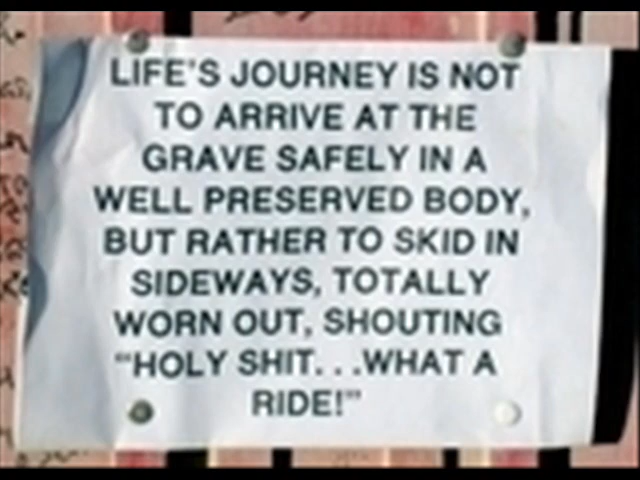 LIFE'S JOURNEY IS NOT
TO ARRIVE AT THE
GRAVE SAFELY IN A
WELL PRESERVED BODY,
BUT RATHER TO SKID IN
SIDEWAYS, TOTALLY
WORN OUT, SHOUTING
"HOLY SHIT. . .WHAT A
RIDE!"